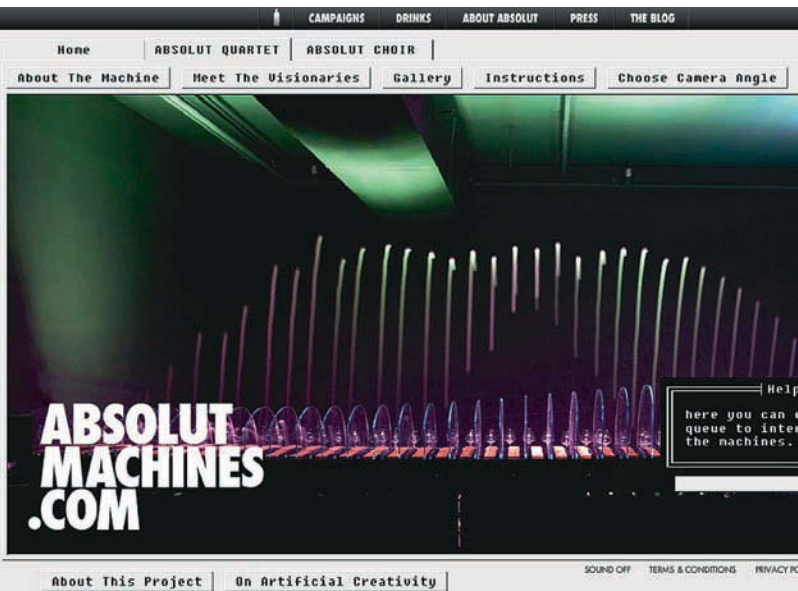 CAMPAIGNS DRINKS ABOUT ABSOLUT PRESS THE BLOG
Home ABSOLUT QUARTET ABSOLUT CHOIR
About The Machine Meet The Visionaries Gallery Instructions Choose Camera Angle
Help
here you can
queue to
the machines.
ABSOLUT
MACHINES
.COM
SOUND OFF TERMS & CONDITIONS PRIVACY
About This Project On Artificial Creativity